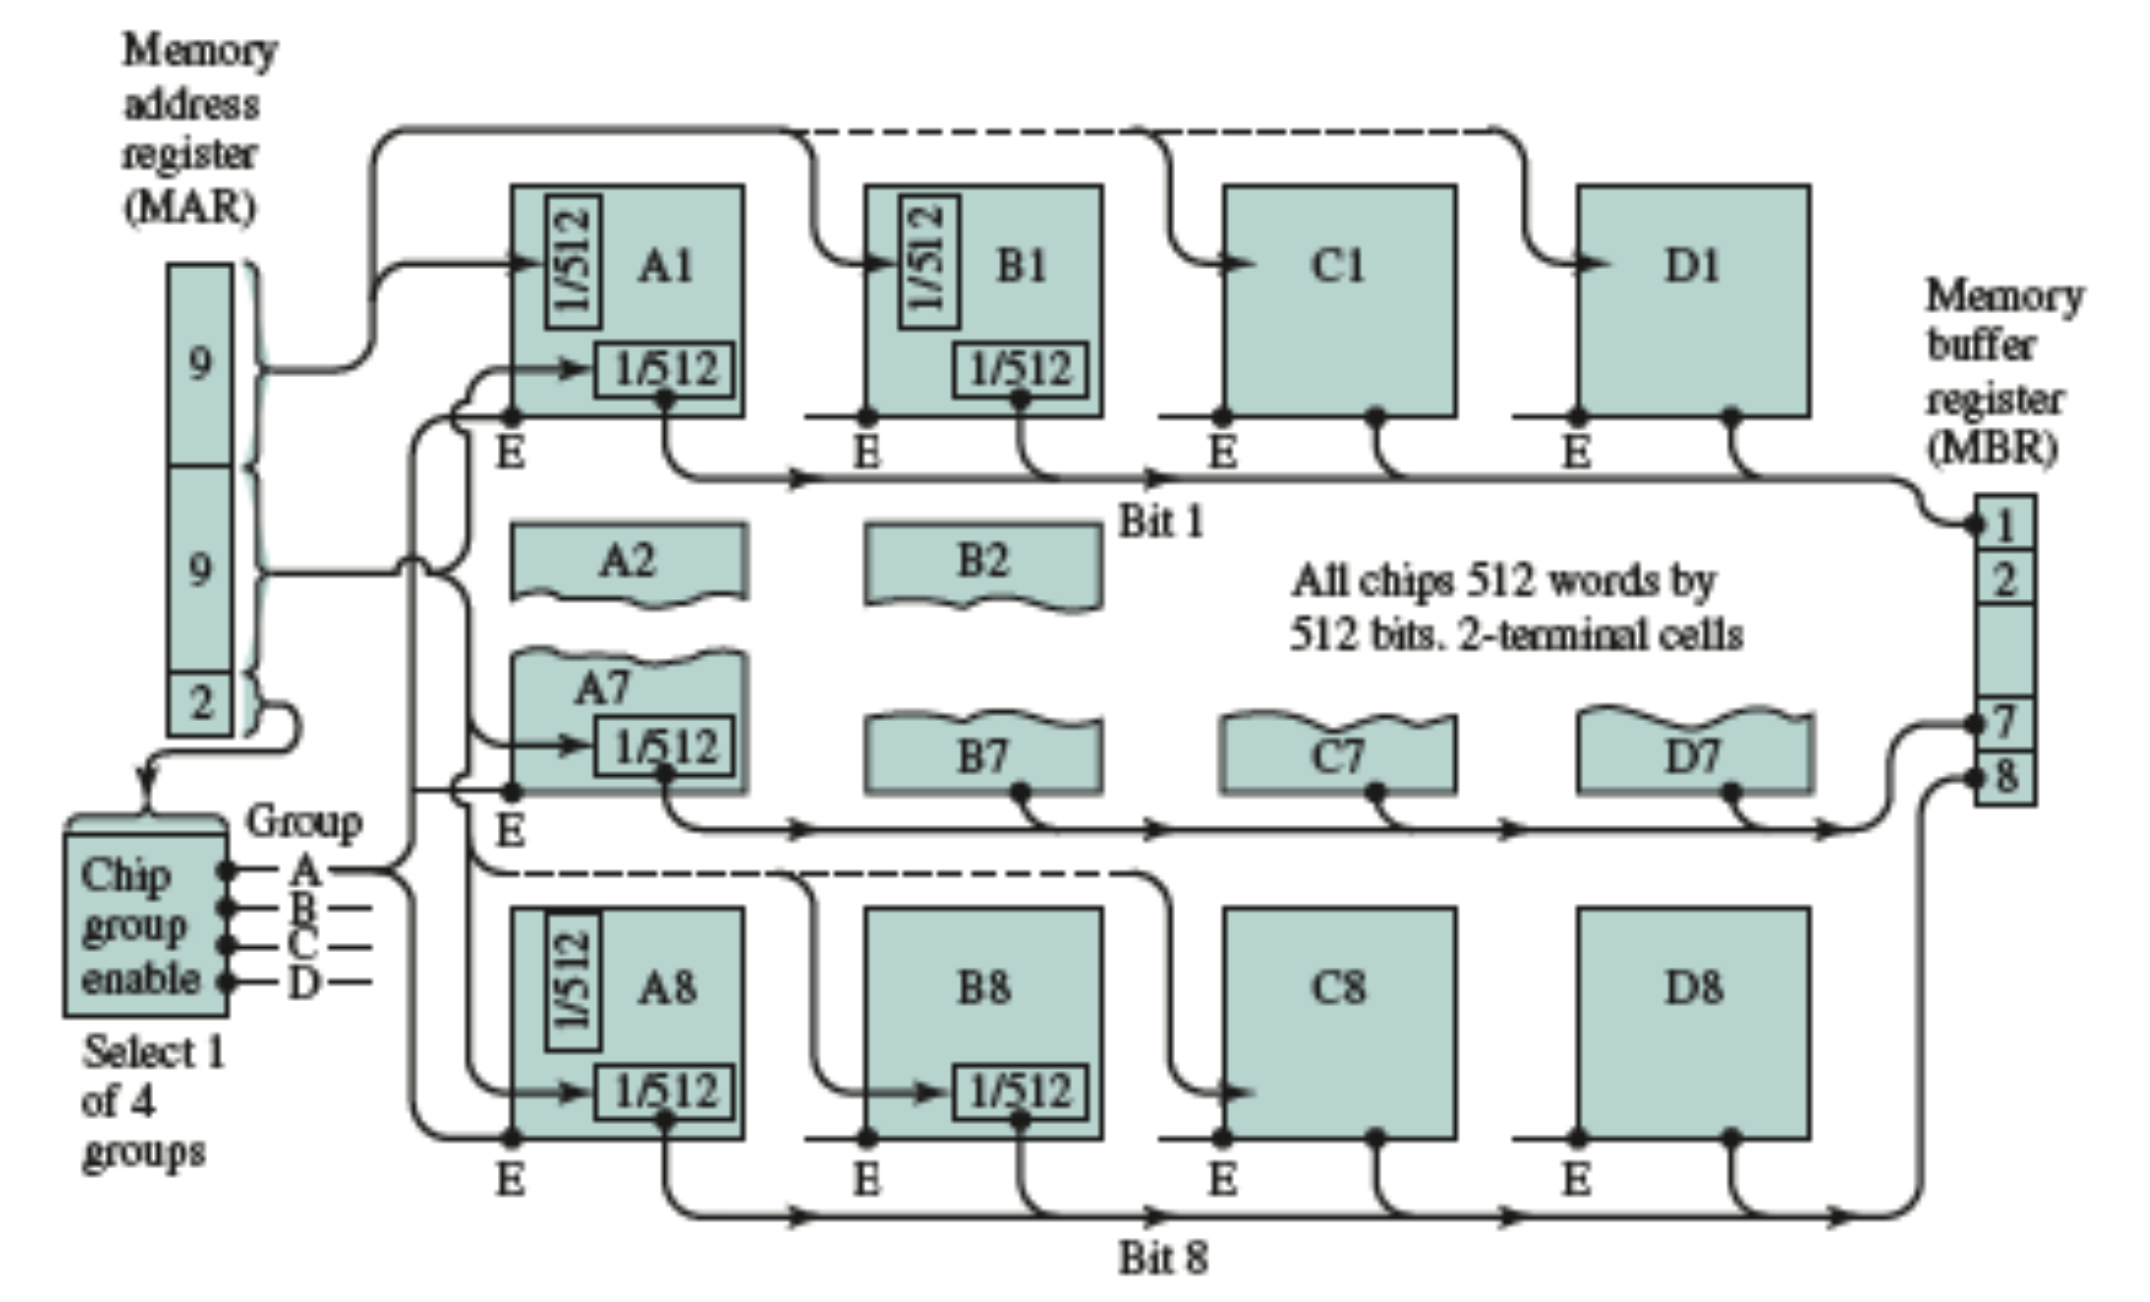 Memory
address
register
(MAR)
9
9
2
Chip
group
enable
Select 1
of 4
groups
Group
A
B
C
D
1/512
A1
1/512
E
1/512
B1
1/512
E
C1
E
D1
E
Bit 1
A2
B2
All chips 512 words by
512 bits. 2-terminal cells
A7
1/512
E
B7
C7
D7
1/512
A8
1/512
E
B8
1/512
E
C8
E
D8
E
Bit 8
Memory
buffer
register
(MBR)
1
2
7
8